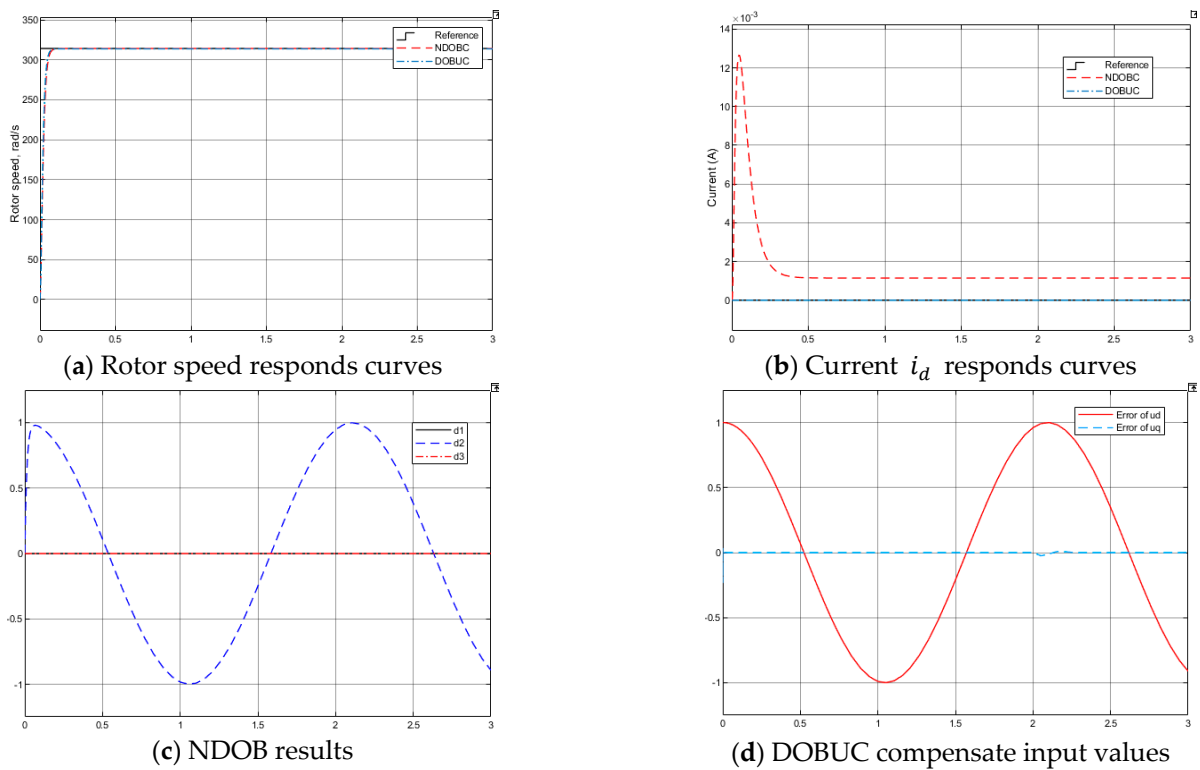 350
300
250
200
150
100
50
0
Rotor speed, rad/s
Reference
NDOBC
DOBUC
0 0.5 1 1.5 2 2.5 3
(a) Rotor speed responds curves
×10⁻³
14
12
10
8
6
4
2
0
Current (A)
Reference
NDOBC
DOBUC
0 0.5 1 1.5 2 2.5 3
(b) Current i_d responds curves
1
0.5
0
-0.5
-1
d1
d2
d3
0 0.5 1 1.5 2 2.5 3
(c) NDOB results
1
0.5
0
-0.5
-1
Error of ud
Error of uq
0 0.5 1 1.5 2 2.5 3
(d) DOBUC compensate input values